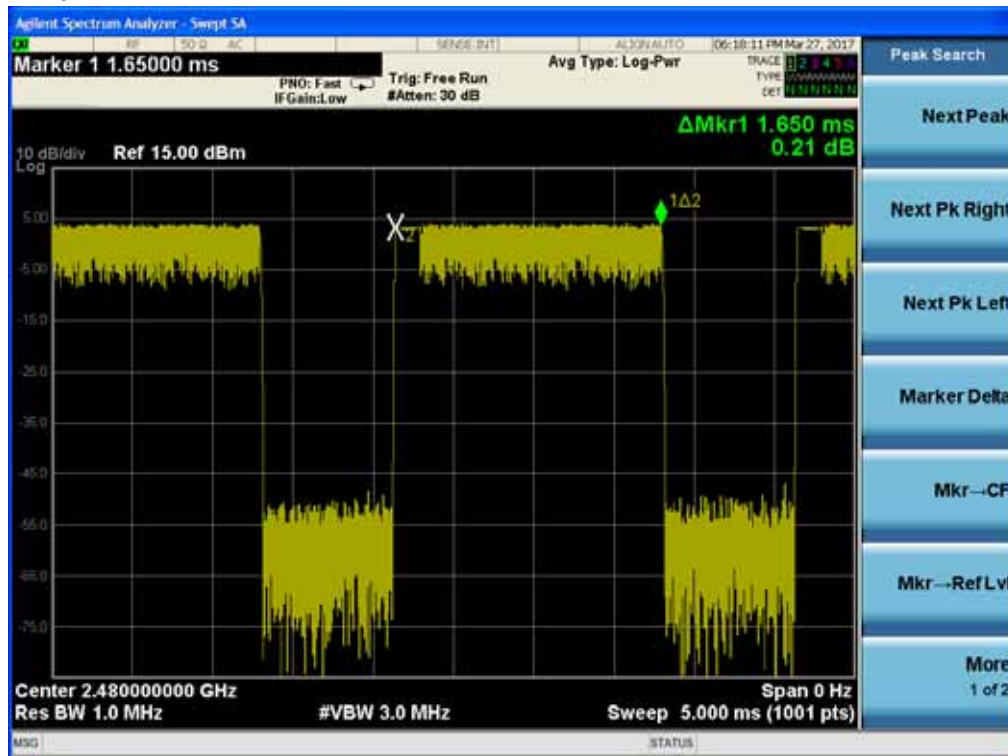 Agilent Spectrum Analyzer - Swept SA
RF 50 Ω AC SENSE:INT ALIGNAUTO 06:18:11 PM Mar 27, 2017
Marker 1 1.65000 ms
PNO: Fast
IFGain:Low
Trig: Free Run
#Atten: 30 dB
Avg Type: Log-Pwr
TRACE 1 2 3 4 5 6
TYPE
DET N N N N N N
Peak Search
ΔMkr1 1.650 ms
0.21 dB
10 dB/div Ref 15.00 dBm
Log
5.00
-5.00
-15.0
-25.0
-35.0
-45.0
-55.0
-65.0
-75.0
X2
1Δ2
Center 2.480000000 GHz Span 0 Hz
Res BW 1.0 MHz #VBW 3.0 MHz Sweep 5.000 ms (1001 pts)
MSG STATUS
Next Peak
Next Pk Right
Next Pk Left
Marker Delta
Mkr→CF
Mkr→Ref Lvl
More
1 of 2